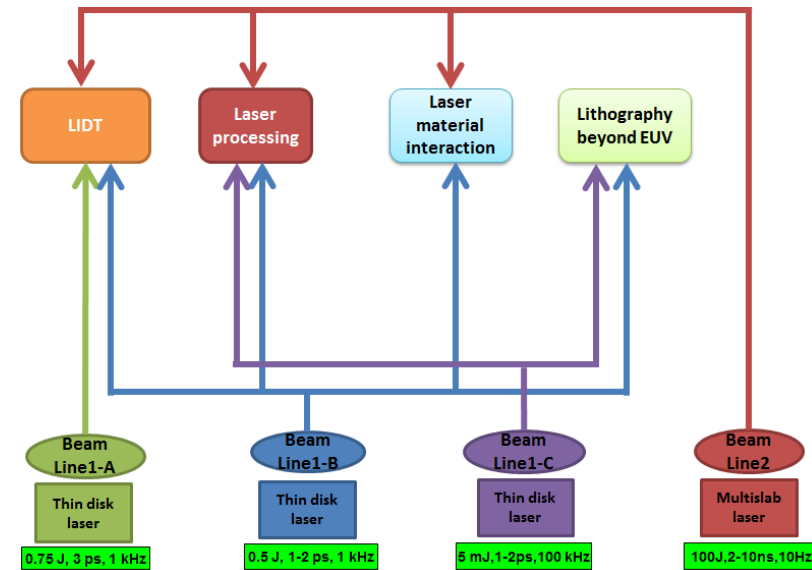 LIDT
Laser
processing
Laser
material
interaction
Lithography
beyond EUV
Beam
Line1-A
Beam
Line1-B
Beam
Line1-C
Beam
Line2
Thin disk
laser
Thin disk
laser
Thin disk
laser
Multislab
laser
0.75 J, 3 ps, 1 kHz
0.5 J, 1-2 ps, 1 kHz
5 mJ,1-2ps,100 kHz
100J,2-10ns,10Hz